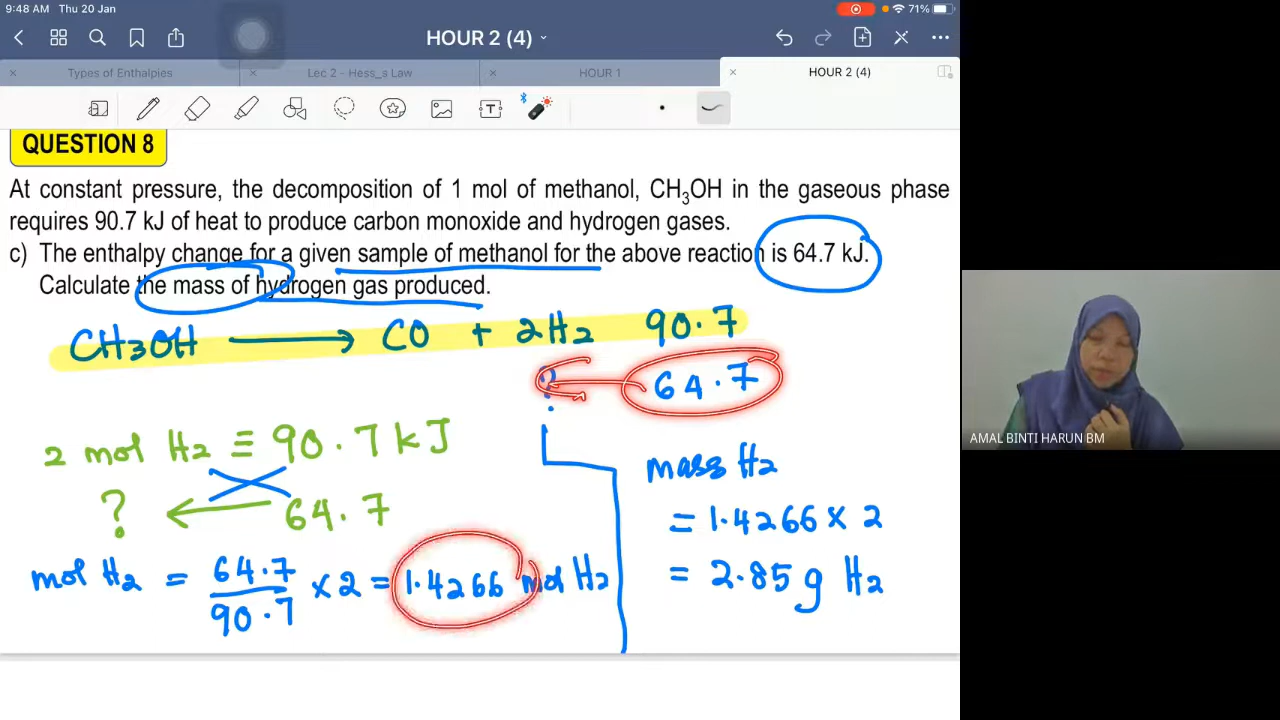 9:48 AM Thu 20 Jan
71%
HOUR 2 (4)
Types of Enthalpies
Lec 2 - Hess_s Law
HOUR 1
HOUR 2 (4)
QUESTION 8
At constant pressure, the decomposition of 1 mol of methanol, CH₃OH in the gaseous phase
requires 90.7 kJ of heat to produce carbon monoxide and hydrogen gases.
c) The enthalpy change for a given sample of methanol for the above reaction is 64.7 kJ.
Calculate the mass of hydrogen gas produced.
CH3OH → CO + 2H2 90.7
? ← 64.7
2 mol H2 ≡ 90.7 kJ
? ← 64.7
mol H2 = 64.7/90.7 x 2 = 1.4266 mol H2
mass H2
= 1.4266 x 2
= 2.85 g H2
AMAL BINTI HARUN BM